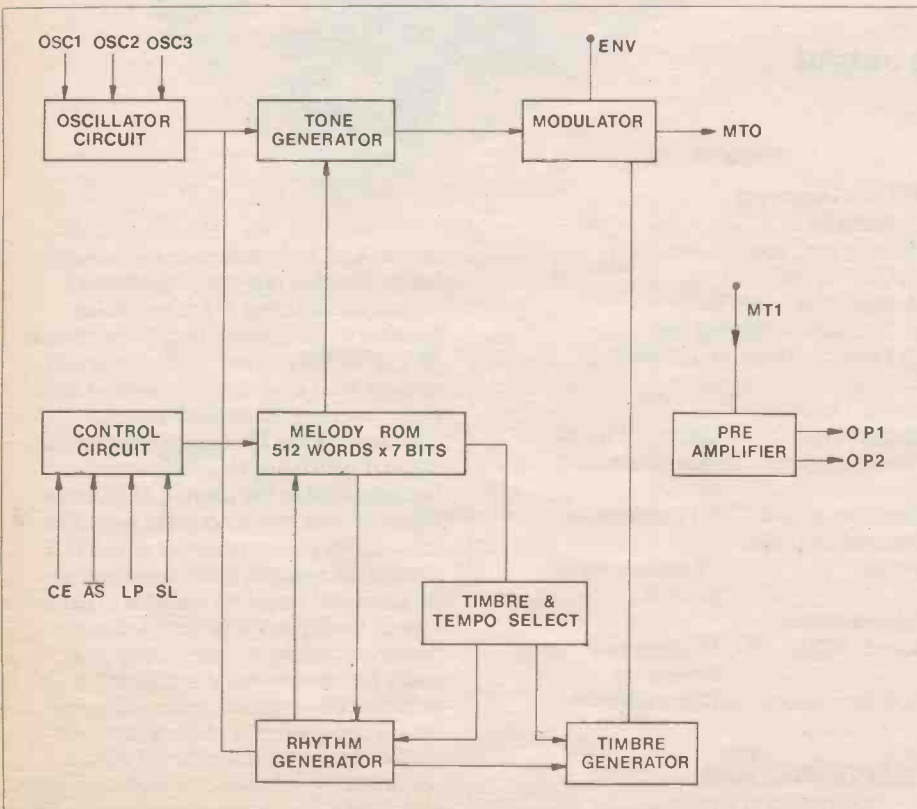 OSC1 OSC2 OSC3
ENV
OSCILLATOR
CIRCUIT
TONE
GENERATOR
MODULATOR
MTO
MT1
CONTROL
CIRCUIT
MELODY ROM
512 WORDS x 7 BITS
PRE
AMPLIFIER
OP1
OP2
CE A̅S̅ LP SL
TIMBRE &
TEMPO SELECT
RHYTHM
GENERATOR
TIMBRE
GENERATOR